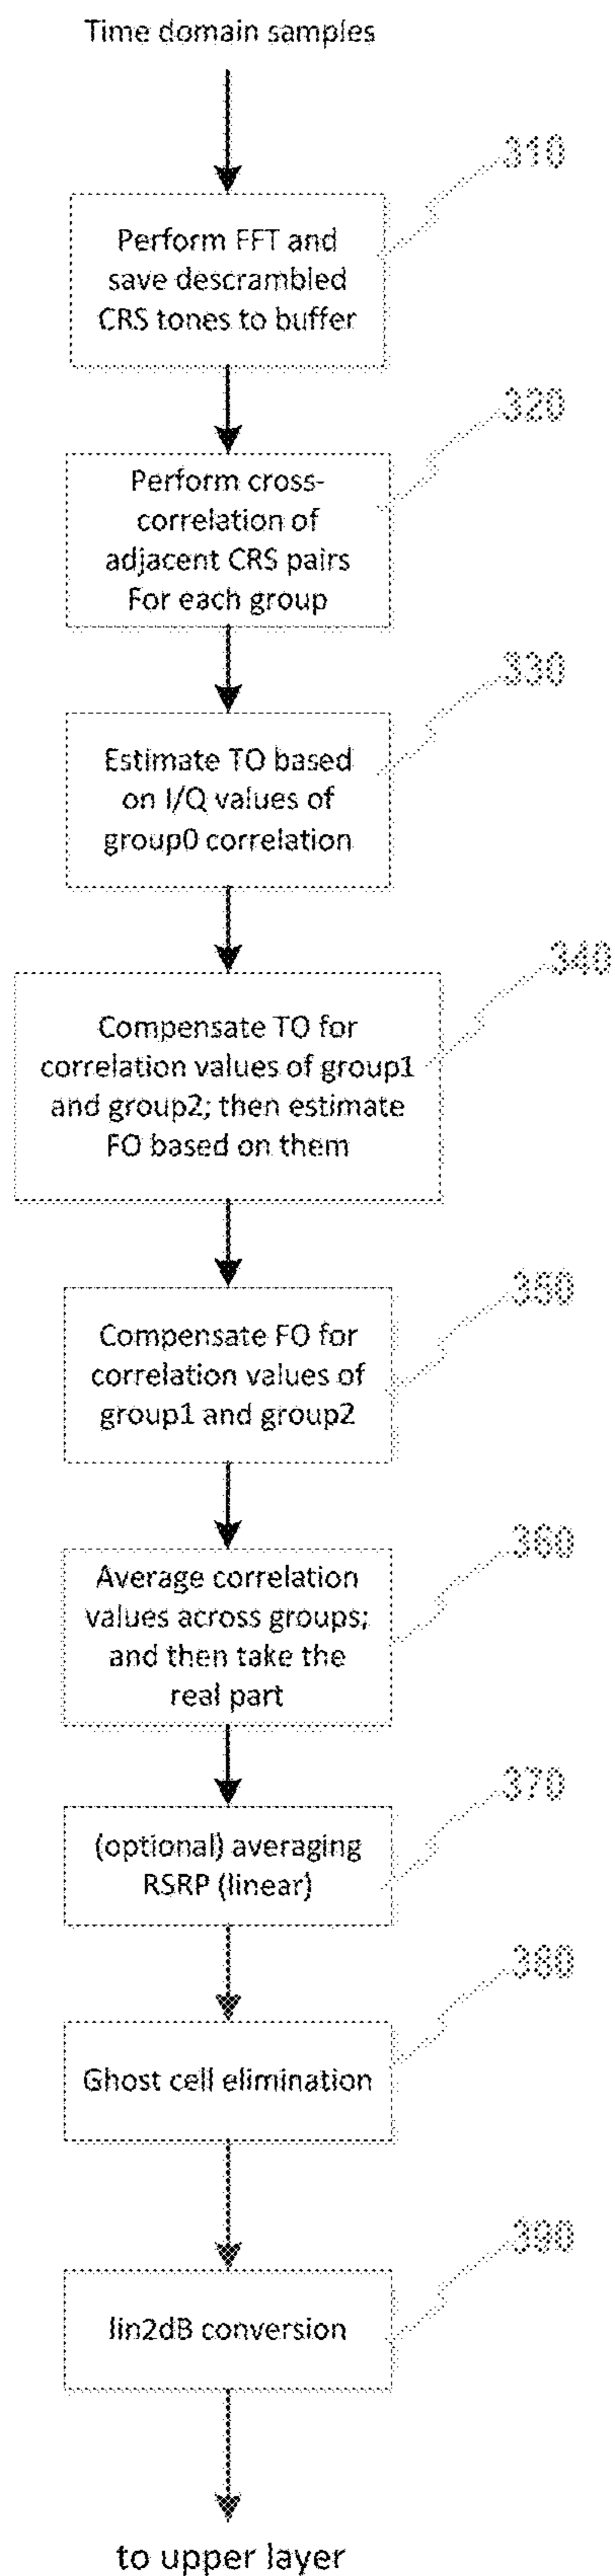 Time domain samples
310
Perform FFT and
save descrambled
CRS tones to buffer
320
Perform cross-
correlation of
adjacent CRS pairs
For each group
330
Estimate TO based
on I/Q values of
group0 correlation
340
Compensate TO for
correlation values of group1
and group2; then estimate
FO based on them
350
Compensate FO for
correlation values of
group1 and group2
360
Average correlation
values across groups;
and then take the
real part
370
(optional) averaging
RSRP (linear)
380
Ghost cell elimination
390
lin2dB conversion
to upper layer